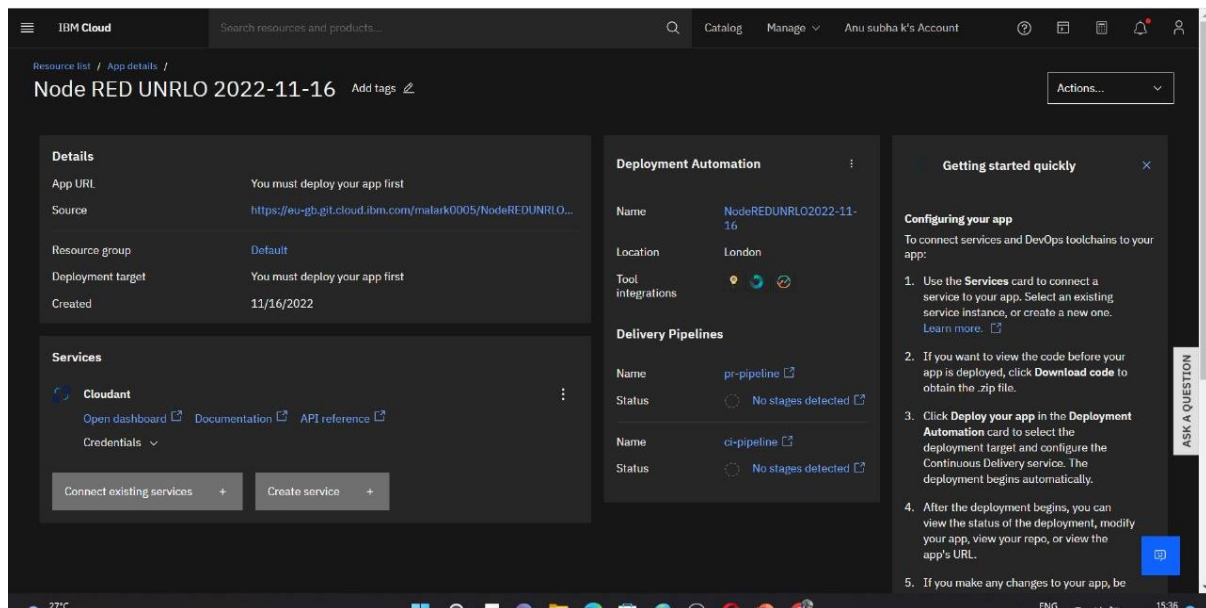 IBM Cloud
Search resources and products...
Catalog
Manage
Anu subha k's Account
Resource list / App details /
Node RED UNRLO 2022-11-16
Add tags
Actions...
Details
App URL
You must deploy your app first
Source
https://eu-gb.git.cloud.ibm.com/malark0005/NodeREDUNRLO...
Resource group
Default
Deployment target
You must deploy your app first
Created
11/16/2022
Services
Cloudant
Open dashboard
Documentation
API reference
Credentials
Connect existing services +
Create service +
Deployment Automation
Name
NodeREDUNRLO2022-11-
16
Location
London
Tool
integrations
Delivery Pipelines
Name
pr-pipeline
Status
No stages detected
Name
ci-pipeline
Status
No stages detected
Getting started quickly
Configuring your app
To connect services and DevOps toolchains to your
app:
1. Use the Services card to connect a
service to your app. Select an existing
service instance, or create a new one.
Learn more.
2. If you want to view the code before your
app is deployed, click Download code to
obtain the .zip file.
3. Click Deploy your app in the Deployment
Automation card to select the
deployment target and configure the
Continuous Delivery service. The
deployment begins automatically.
4. After the deployment begins, you can
view the status of the deployment, modify
your app, view your repo, or view the
app's URL.
5. If you make any changes to your app, be
ASK A QUESTION
27°C
ENG
15:36